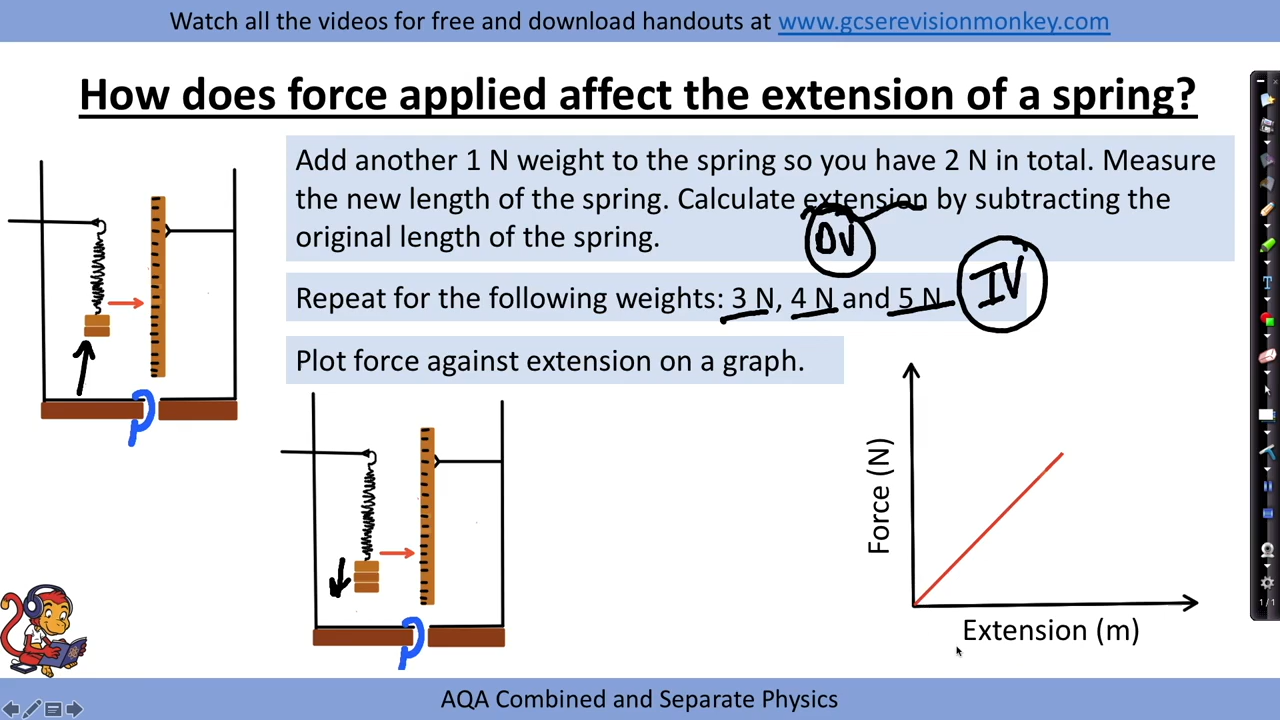 Watch all the videos for free and download handouts at www.gcserevisionmonkey.com
How does force applied affect the extension of a spring?
Add another 1 N weight to the spring so you have 2 N in total. Measure
the new length of the spring. Calculate extension by subtracting the
original length of the spring.
DV
Repeat for the following weights: 3 N, 4 N and 5 N
IV
Plot force against extension on a graph.
Force (N)
Extension (m)
AQA Combined and Separate Physics
1/1